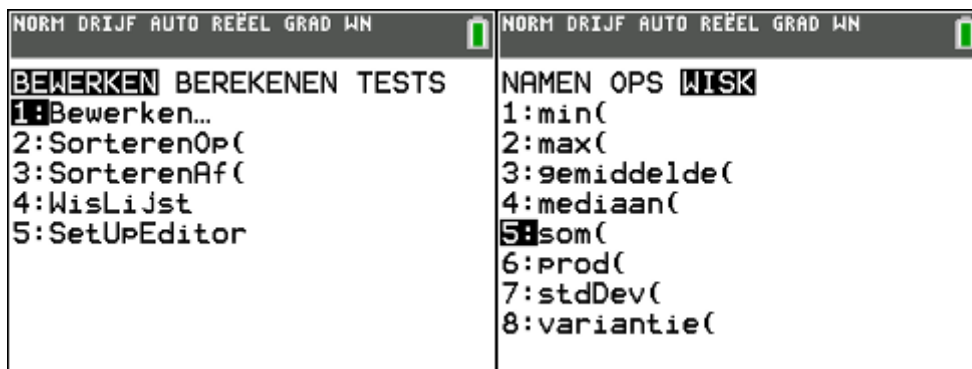 NORM DRIJF AUTO REËEL GRAD WN
BEWERKEN BEREKENEN TESTS
1:Bewerken…
2:SorterenOp(
3:SorterenAf(
4:WisLijst
5:SetUpEditor
NORM DRIJF AUTO REËEL GRAD WN
NAMEN OPS WISK
1:min(
2:max(
3:gemiddelde(
4:mediaan(
5:som(
6:prod(
7:stdDev(
8:variantie(